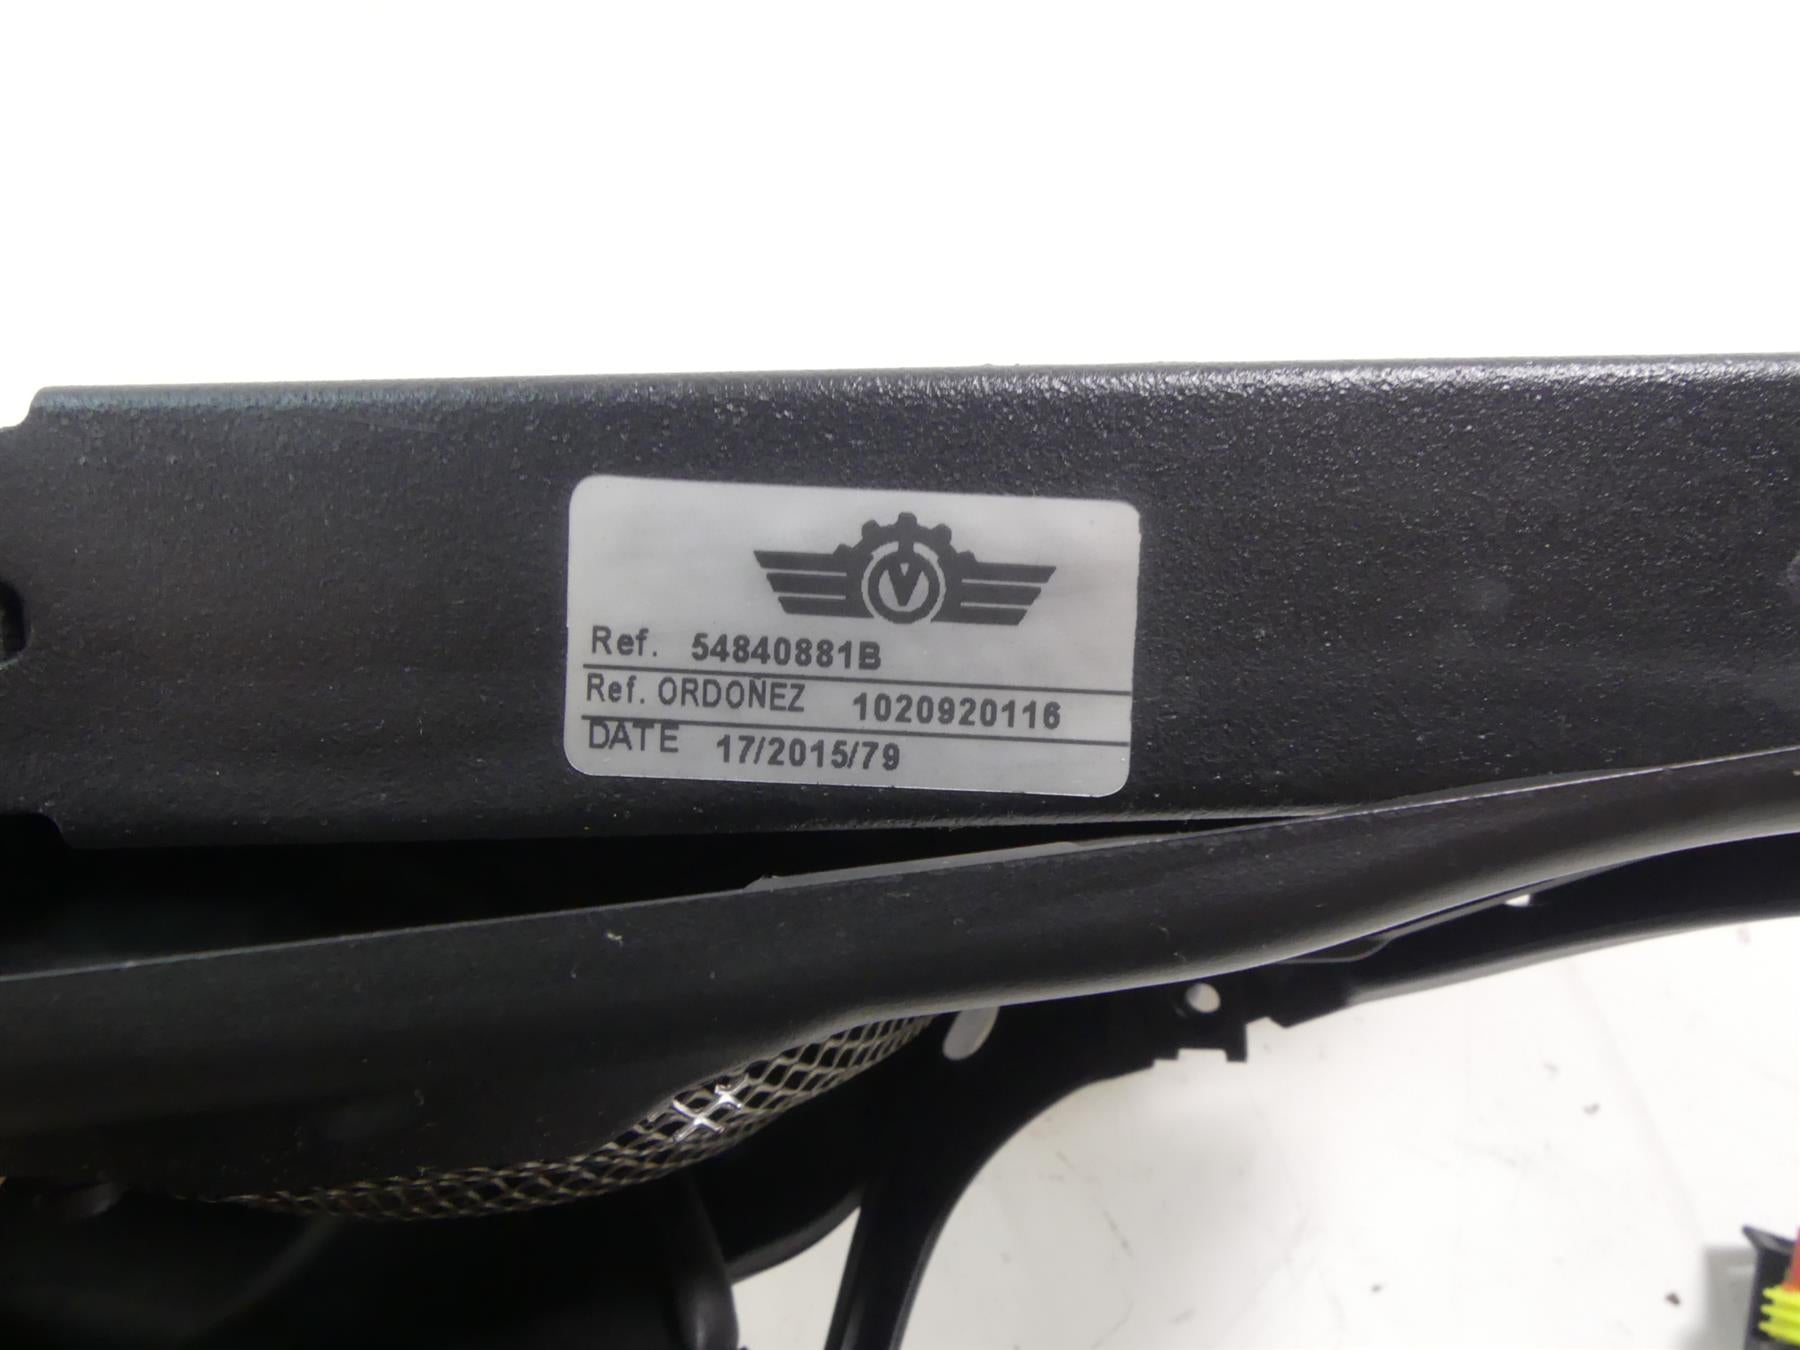 V
Ref. 54840881B
Ref. ORDOÑEZ 1020920116
DATE 17/2015/79